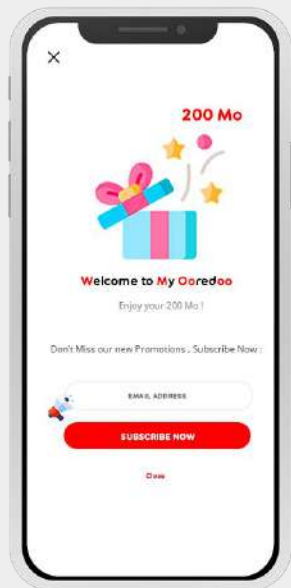 200 Mo
Welcome to My Ooredoo
Enjoy your 200 Mo !
Don't Miss our new Promotions , Subscribe Now :
EMAIL ADDRESS
SUBSCRIBE NOW
Close